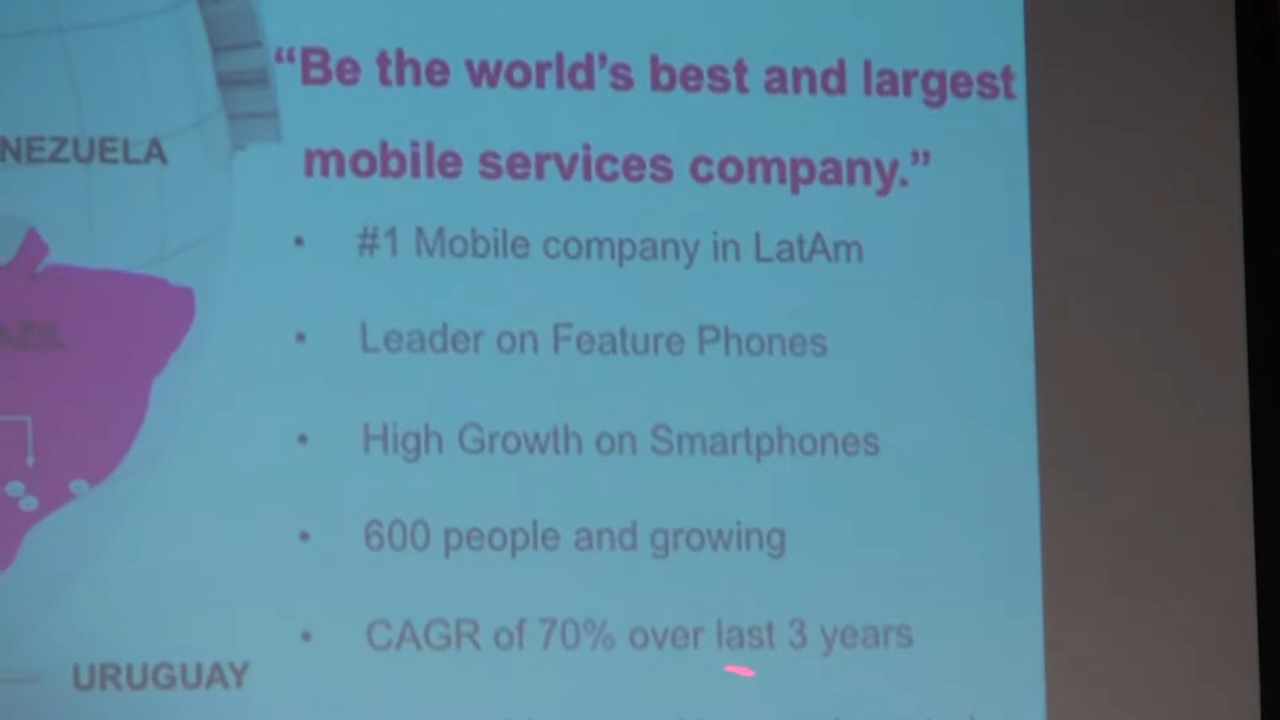 “Be the world’s best and largest
mobile services company.”
NEZUELA
• #1 Mobile company in LatAm
• Leader on Feature Phones
AZIL
• High Growth on Smartphones
• 600 people and growing
• CAGR of 70% over last 3 years
URUGUAY